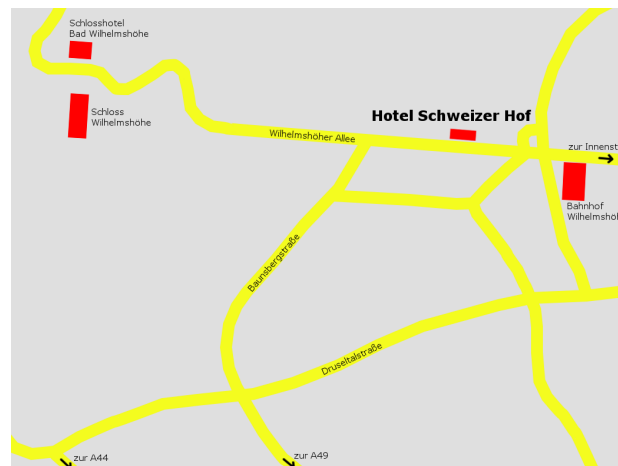 Schlosshotel
Bad Wilhelmshöhe
Schloss
Wilhelmshöhe
Hotel Schweizer Hof
Wilhelmshöher Allee
zur Innenst
Bahnhof
Wilhelmshöh
Baunsbergstraße
Druseltalstraße
zur A44
zur A49